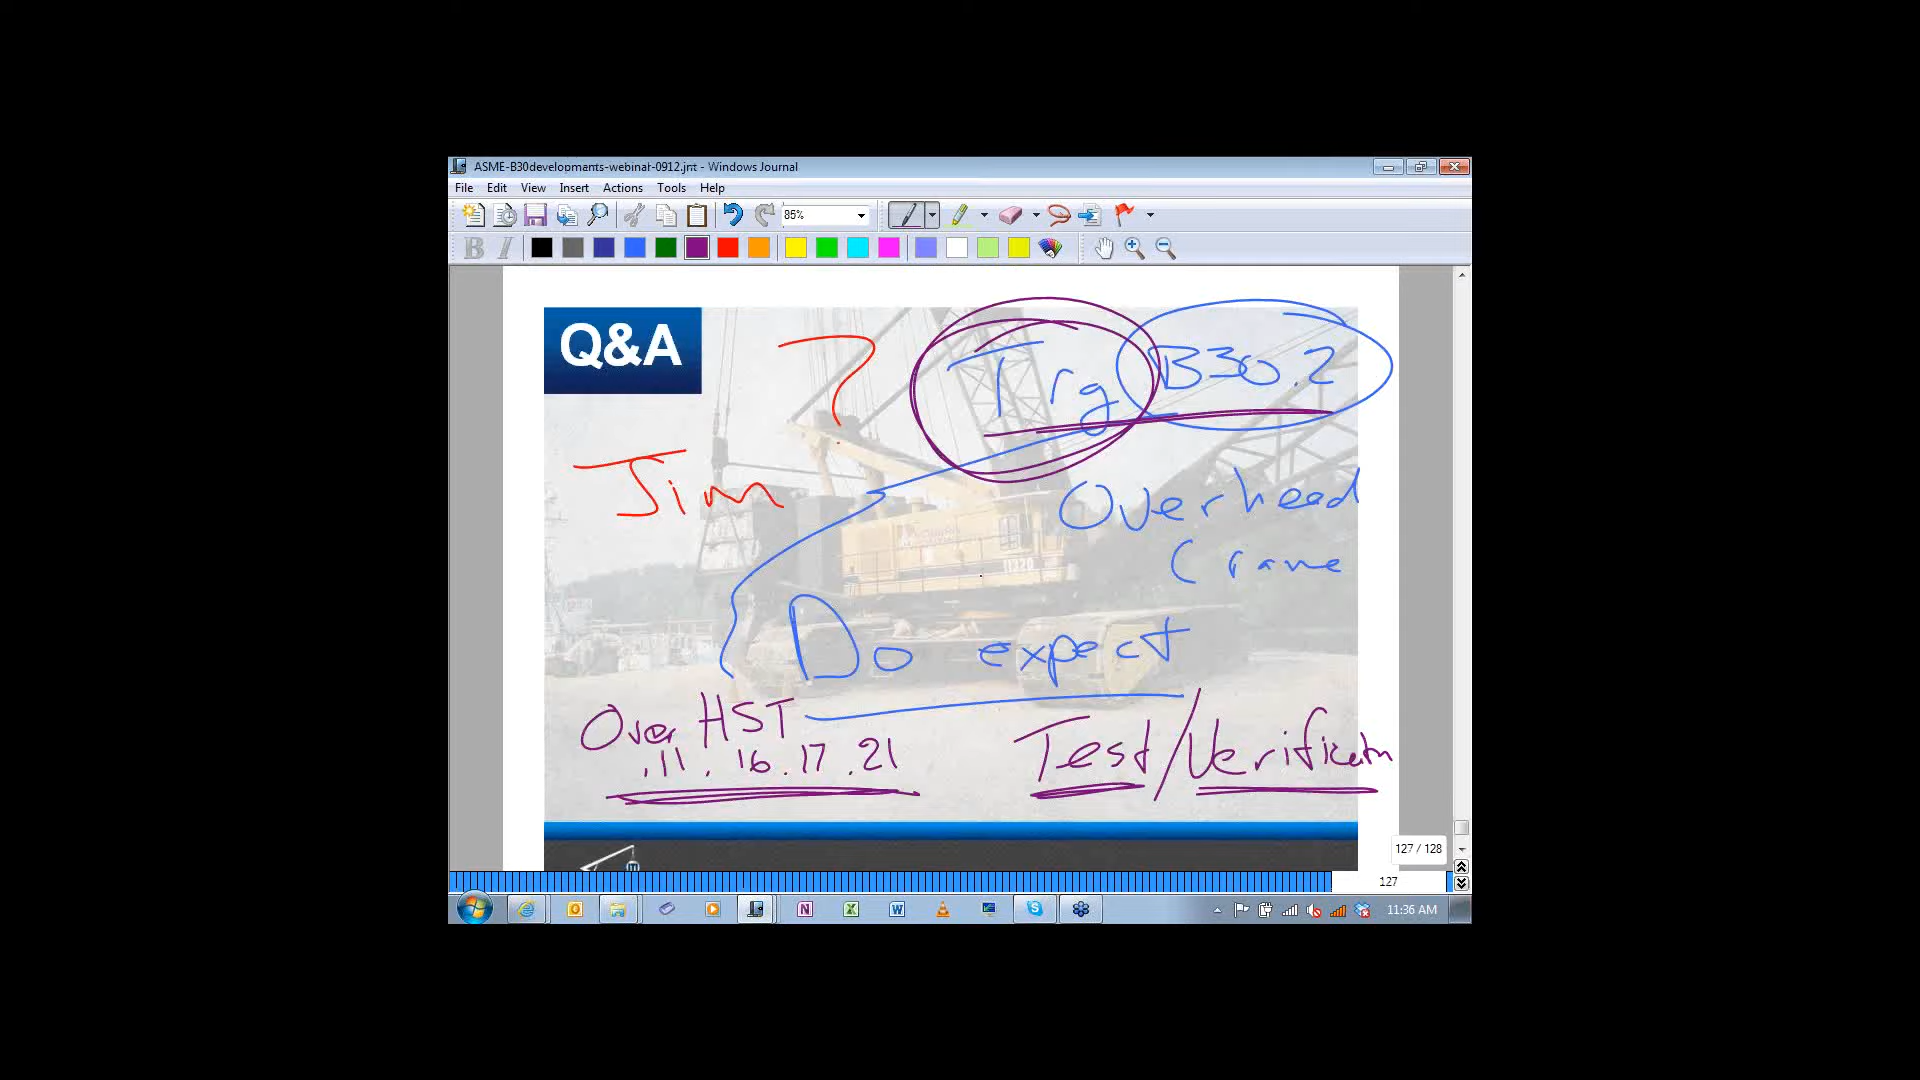 ASME-B30developments-webinar-0912.jnt - Windows Journal
File Edit View Insert Actions Tools Help
85%
B I
Q&A
?
Trg B30.2
Jim
Overhead
Crane
11320
Do expect
Over HST
.11 .16 .17 .21
Test/Verificatn
127 / 128
127
11:36 AM